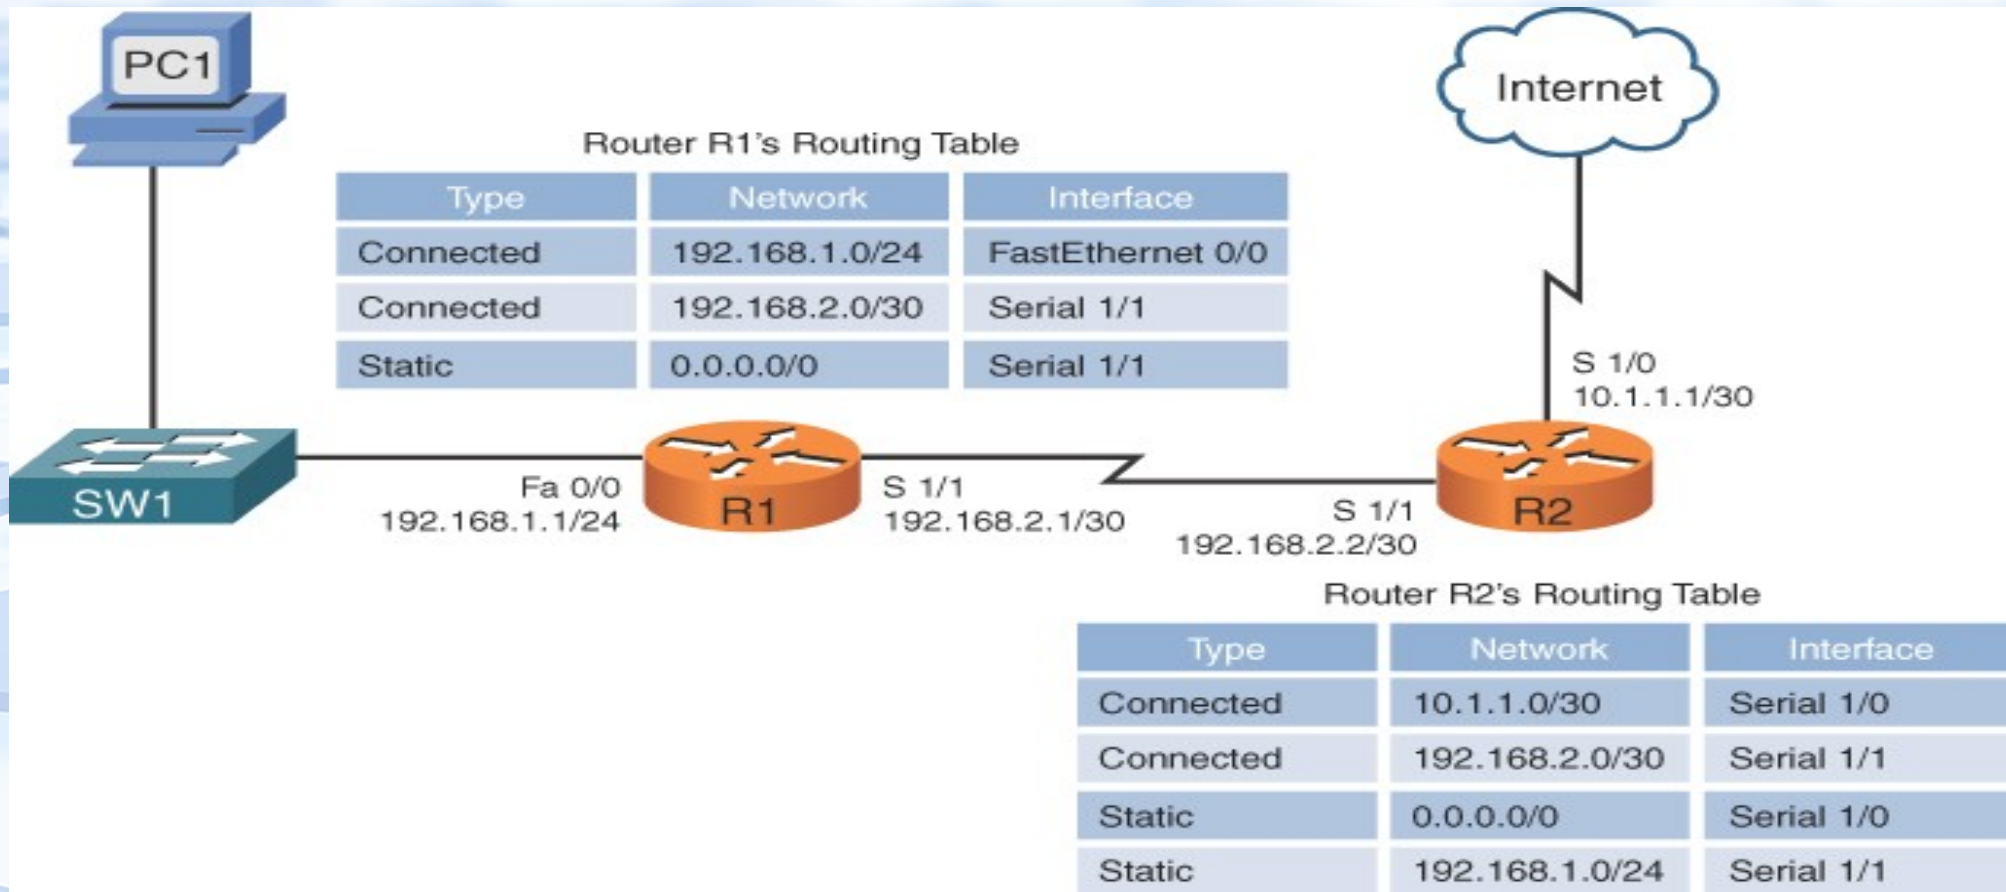 PC1
Internet
Router R1's Routing Table
Type Network Interface
Connected 192.168.1.0/24 FastEthernet 0/0
Connected 192.168.2.0/30 Serial 1/1
Static 0.0.0.0/0 Serial 1/1
S 1/0
10.1.1.1/30
SW1
Fa 0/0
192.168.1.1/24
R1
S 1/1
192.168.2.1/30
S 1/1
192.168.2.2/30
R2
Router R2's Routing Table
Type Network Interface
Connected 10.1.1.0/30 Serial 1/0
Connected 192.168.2.0/30 Serial 1/1
Static 0.0.0.0/0 Serial 1/0
Static 192.168.1.0/24 Serial 1/1